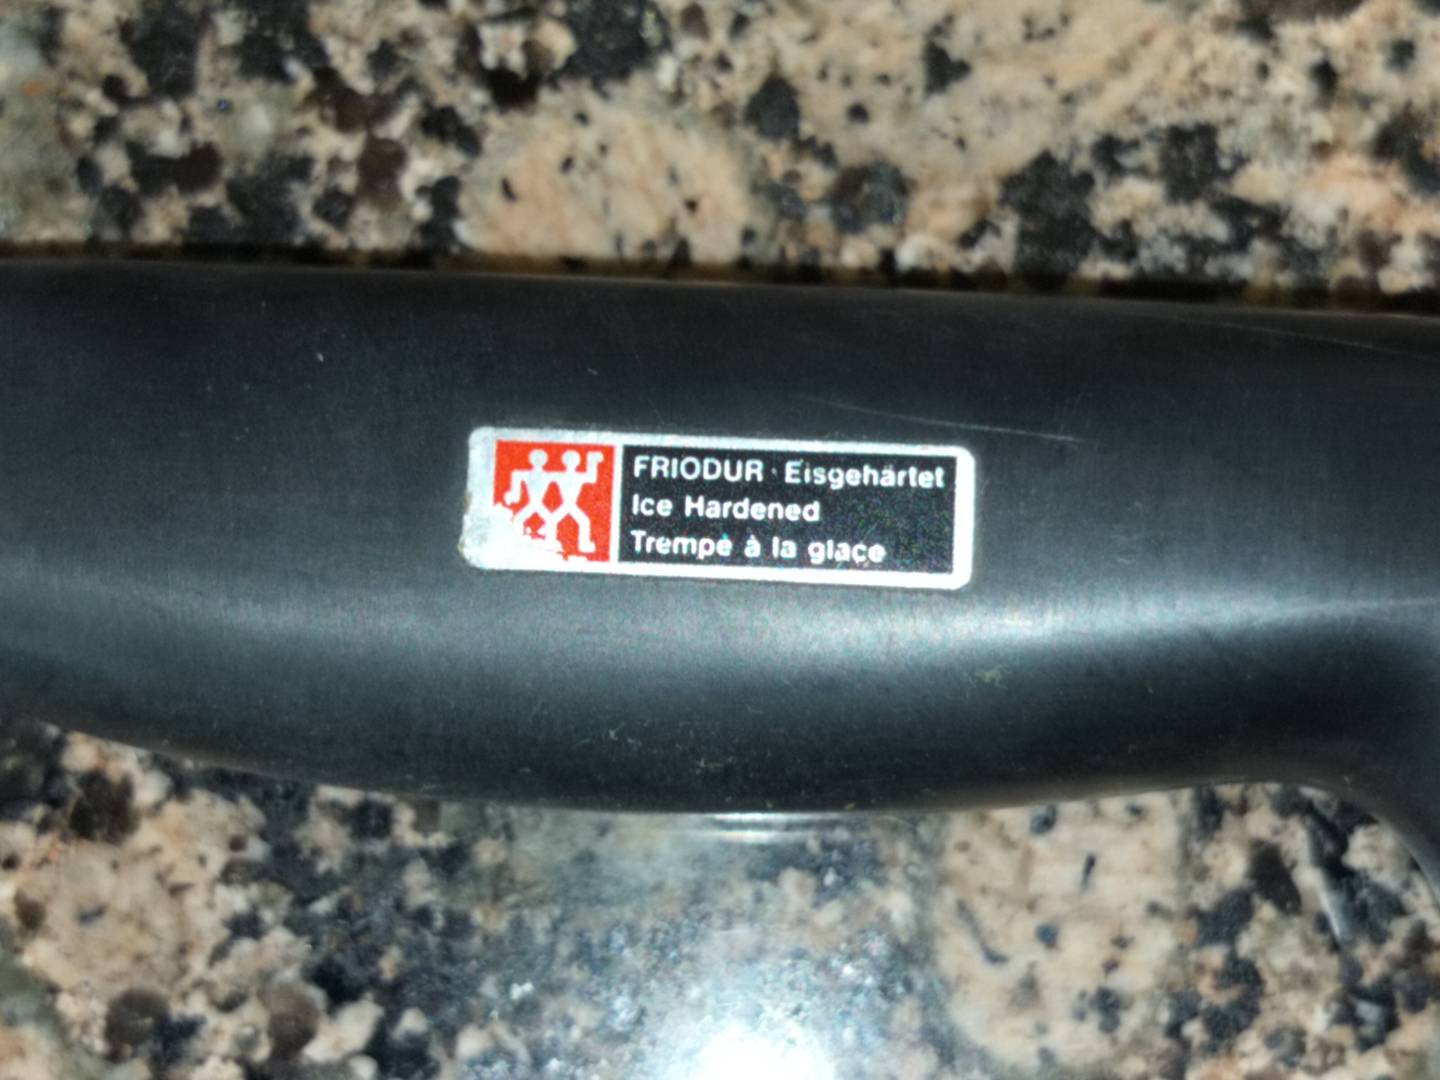 FRIODUR · Eisgehärtet
Ice Hardened
Trempé à la glace